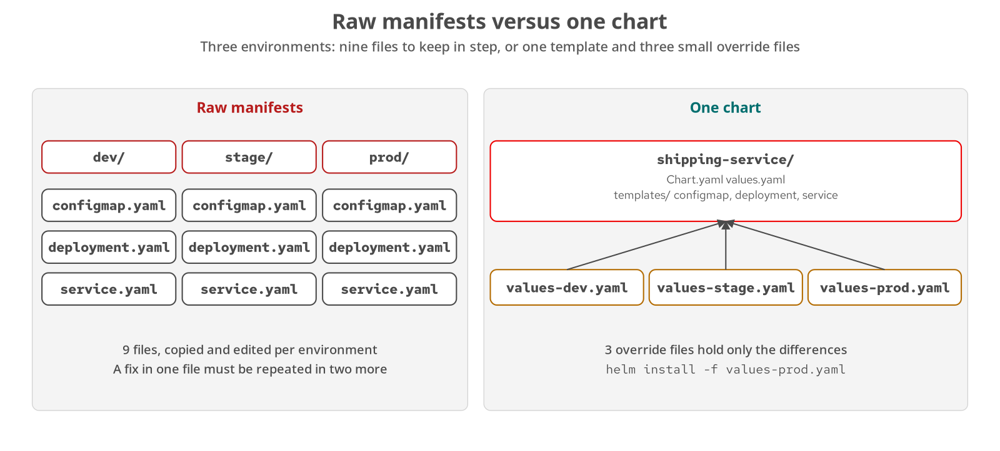 Raw manifests versus one chart
Three environments: nine files to keep in step, or one template and three small override files
Raw manifests
dev/
stage/
prod/
configmap.yaml
configmap.yaml
configmap.yaml
deployment.yaml
deployment.yaml
deployment.yaml
service.yaml
service.yaml
service.yaml
9 files, copied and edited per environment
A fix in one file must be repeated in two more
One chart
shipping-service/
Chart.yaml values.yaml
templates/ configmap, deployment, service
values-dev.yaml
values-stage.yaml
values-prod.yaml
3 override files hold only the differences
helm install -f values-prod.yaml